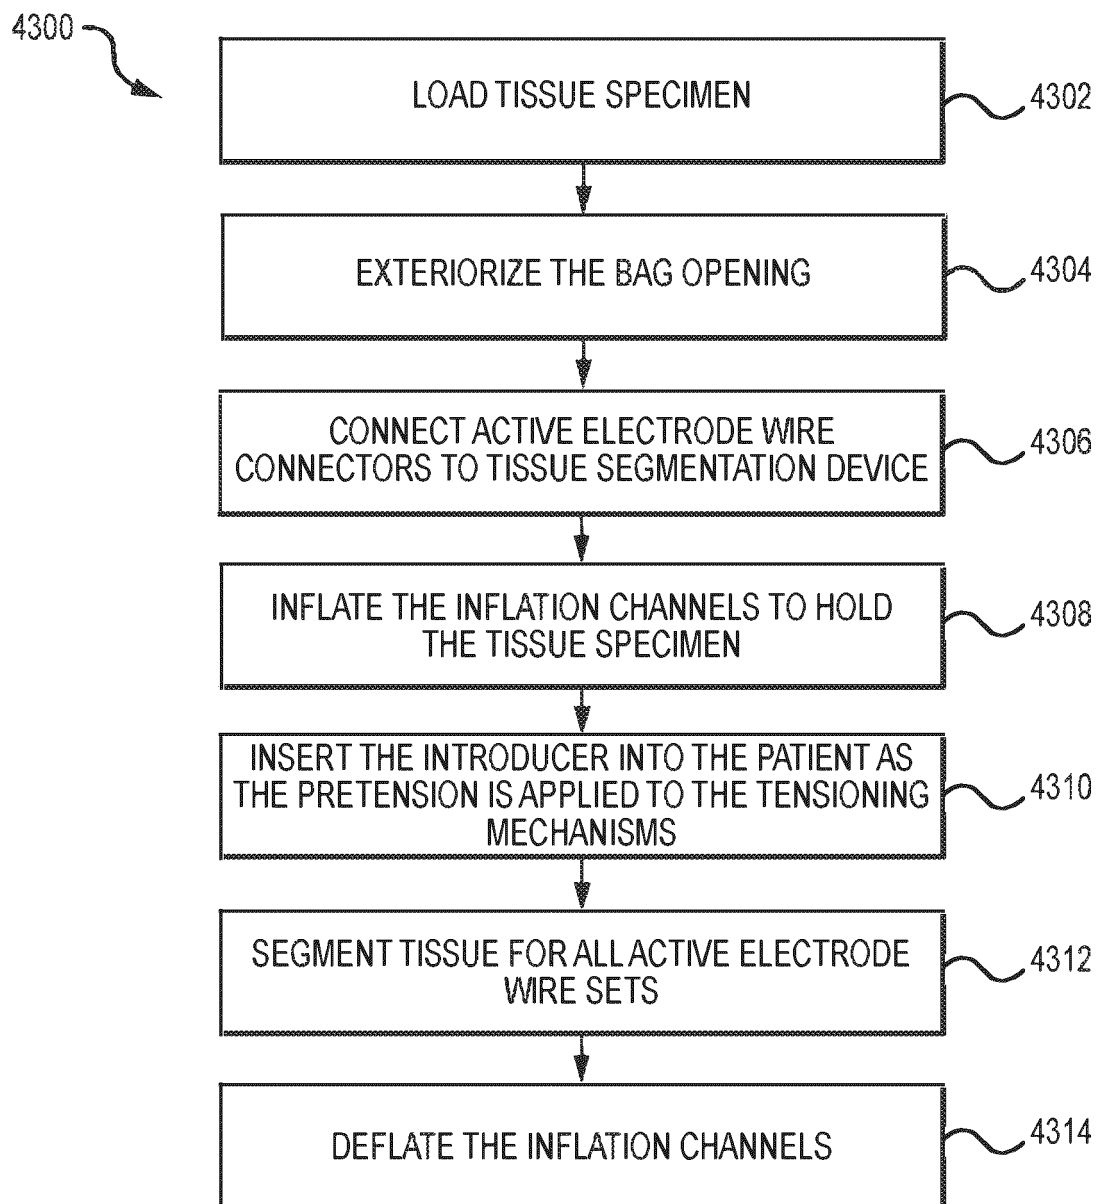 4300
LOAD TISSUE SPECIMEN
4302
EXTERIORIZE THE BAG OPENING
4304
CONNECT ACTIVE ELECTRODE WIRE
CONNECTORS TO TISSUE SEGMENTATION DEVICE
4306
INFLATE THE INFLATION CHANNELS TO HOLD
THE TISSUE SPECIMEN
4308
INSERT THE INTRODUCER INTO THE PATIENT AS
THE PRETENSION IS APPLIED TO THE TENSIONING
MECHANISMS
4310
SEGMENT TISSUE FOR ALL ACTIVE ELECTRODE
WIRE SETS
4312
DEFLATE THE INFLATION CHANNELS
4314